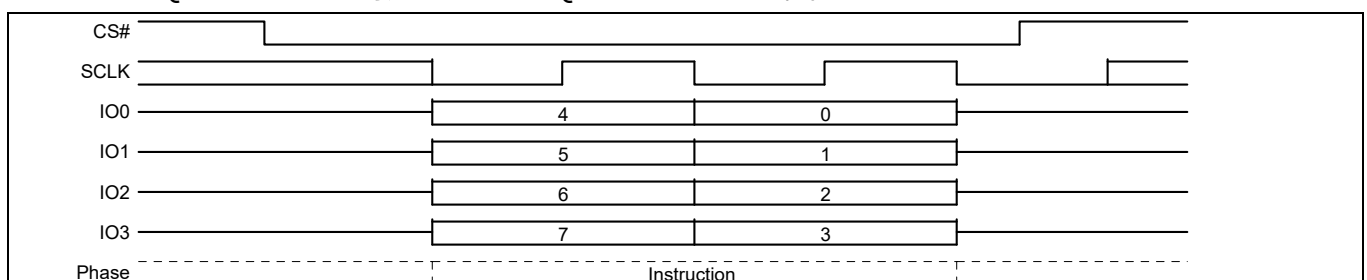 CS#
SCLK
IO0 4 0
IO1 5 1
IO2 6 2
IO3 7 3
Phase Instruction